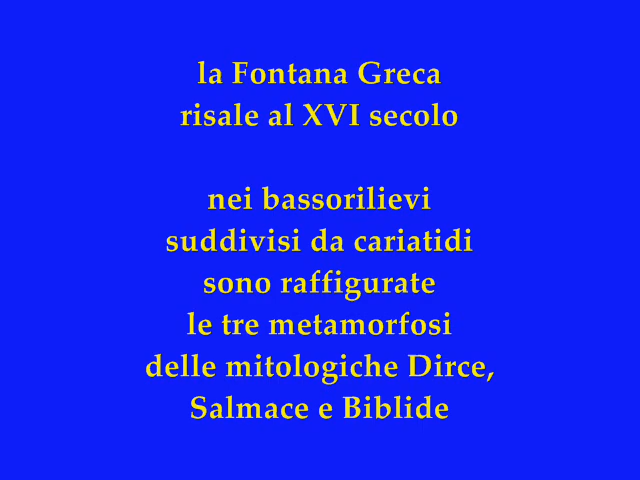 la Fontana Greca
risale al XVI secolo
nei bassorilievi
suddivisi da cariatidi
sono raffigurate
le tre metamorfosi
delle mitologiche Dirce,
Salmace e Biblide